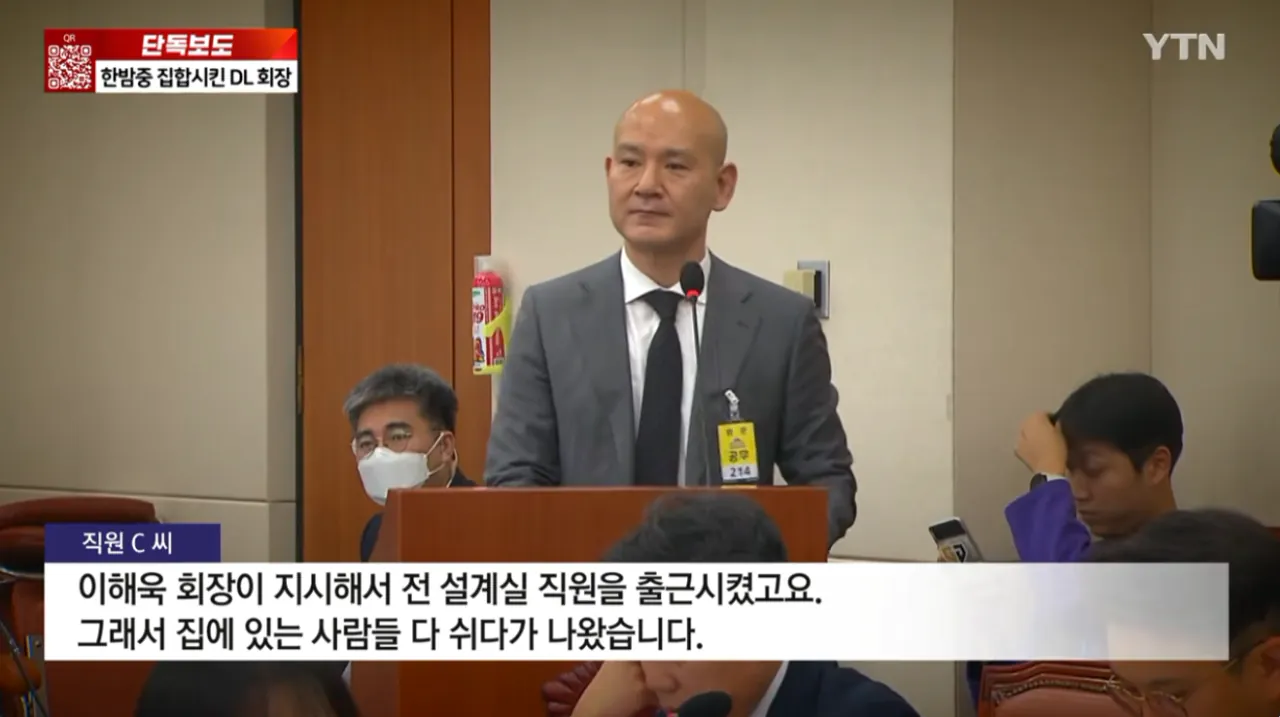 QR
단독보도
한밤중 집합시킨 DL 회장
YTN
공무
214
직원 C 씨
이해욱 회장이 지시해서 전 설계실 직원을 출근시켰고요.
그래서 집에 있는 사람들 다 쉬다가 나왔습니다.